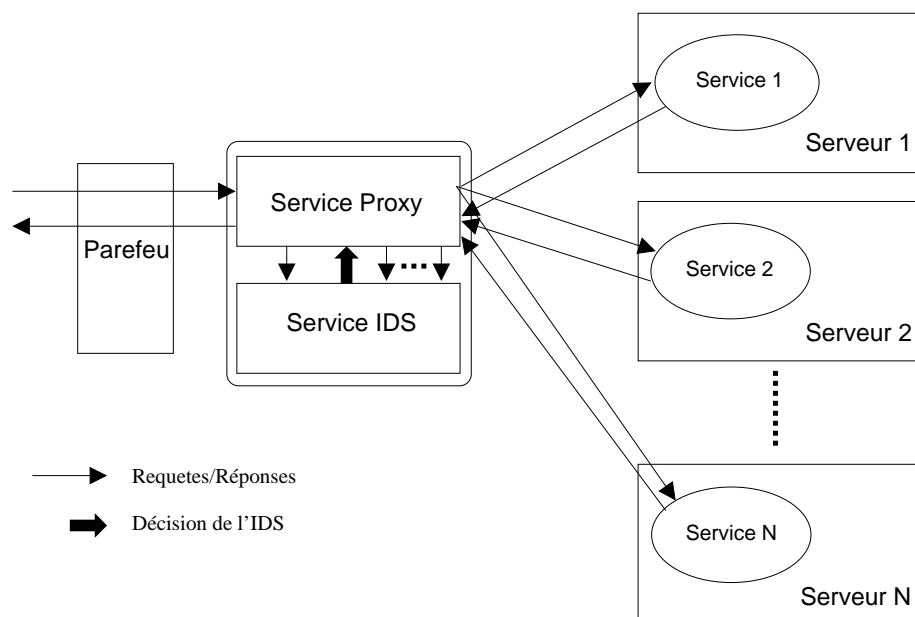 Service 1
Serveur 1
Parefeu
Service Proxy
Service IDS
Service 2
Serveur 2
Requetes/Réponses
Décision de l'IDS
Service N
Serveur N